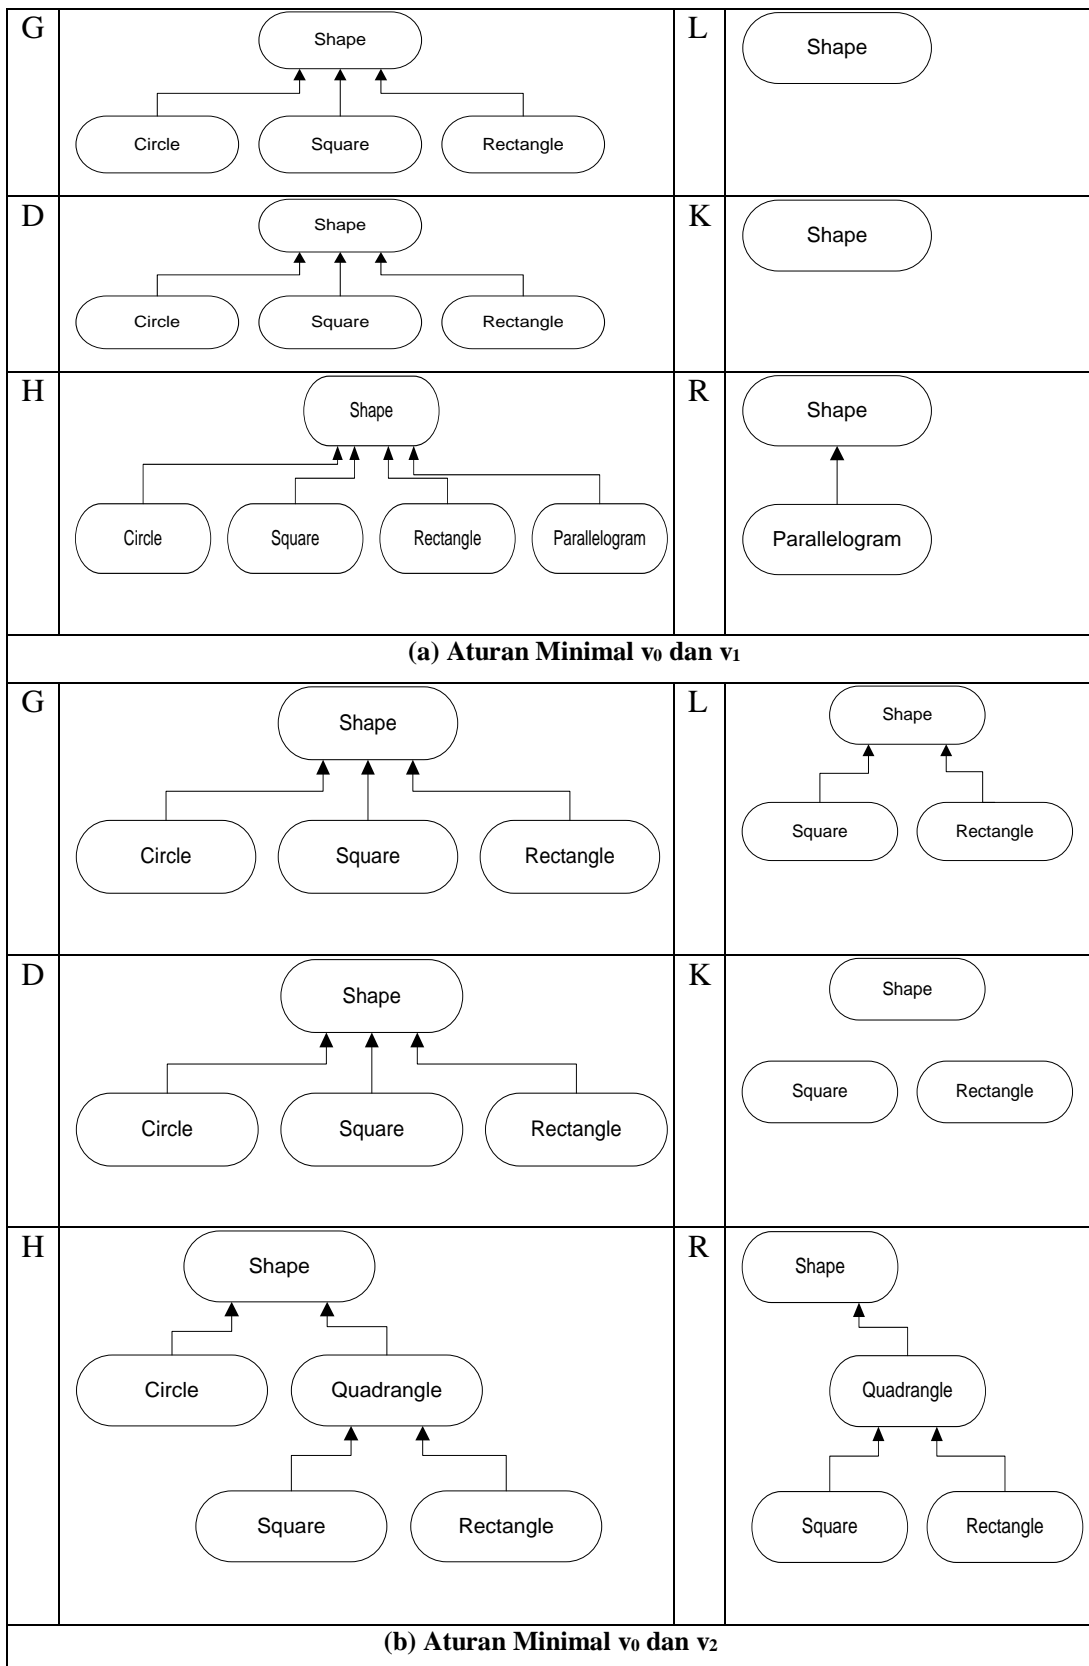 G
Shape
Circle Square Rectangle
L
Shape
D
Shape
Circle Square Rectangle
K
Shape
H
Shape
Circle Square Rectangle Parallelogram
R
Shape
Parallelogram
(a) Aturan Minimal v₀ dan v₁
G
Shape
Circle Square Rectangle
L
Shape
Square Rectangle
D
Shape
Circle Square Rectangle
K
Shape
Square Rectangle
H
Shape
Circle Quadrangle
Square Rectangle
R
Shape
Quadrangle
Square Rectangle
(b) Aturan Minimal v₀ dan v₂